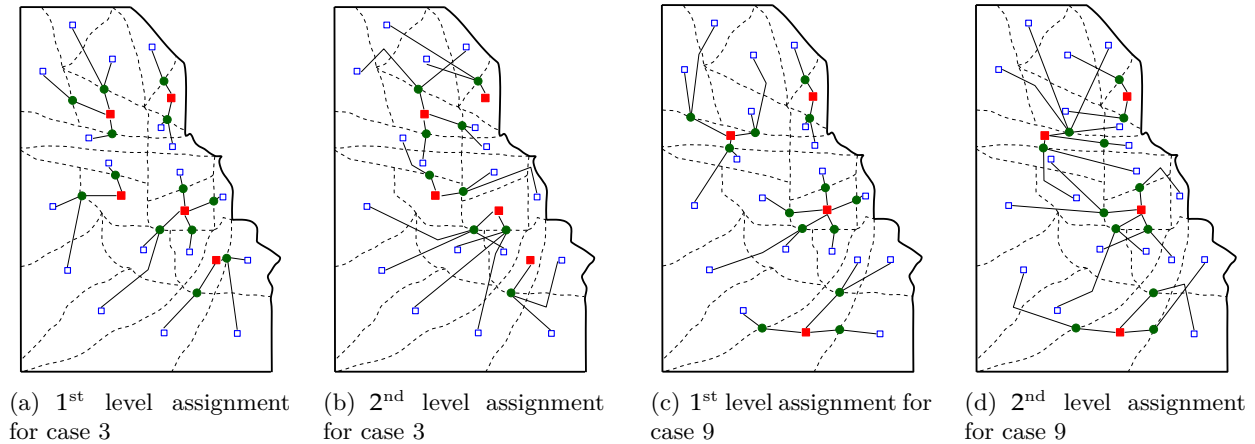 (a) 1st level assignment
for case 3
(b) 2nd level assignment
for case 3
(c) 1st level assignment for
case 9
(d) 2nd level assignment
for case 9